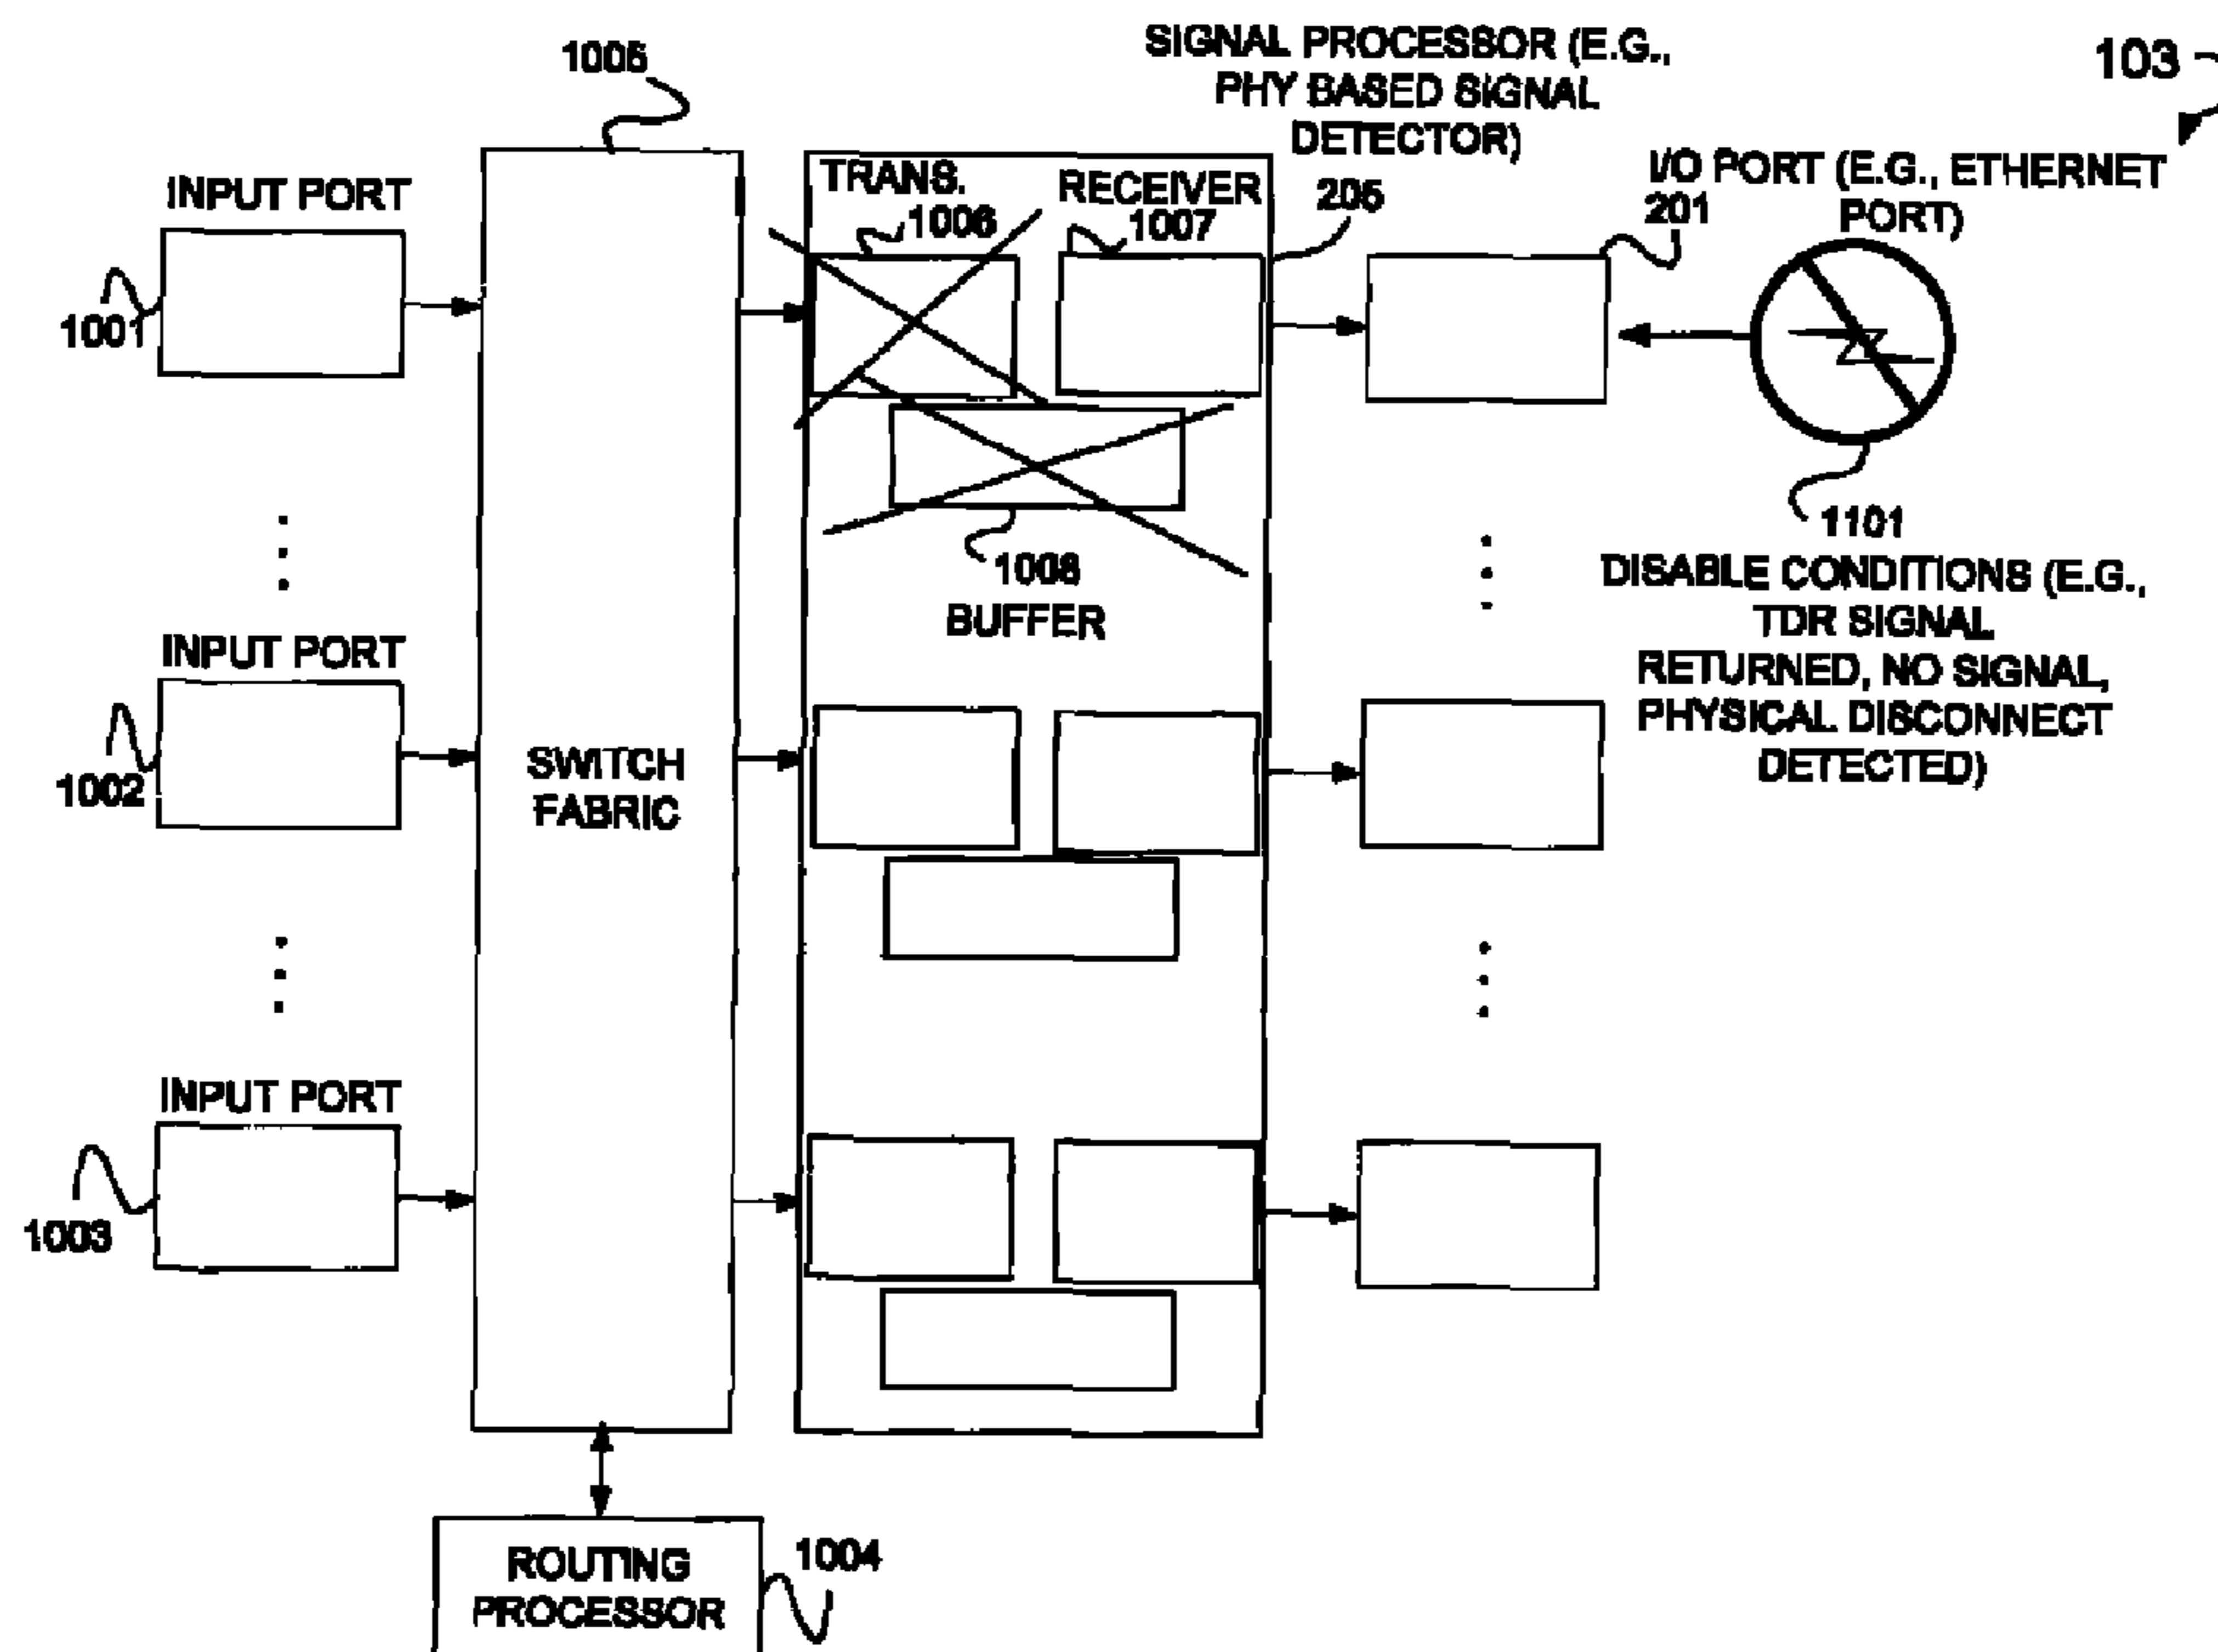 1005
SIGNAL PROCESSOR (E.G.,
PHY BASED SIGNAL
DETECTOR)
103
INPUT PORT
TRANS.
RECEIVER
1006
1007
205
I/O PORT (E.G., ETHERNET
PORT)
201
1001
1008
BUFFER
1101
DISABLE CONDITIONS (E.G.,
TDR SIGNAL
RETURNED, NO SIGNAL,
PHYSICAL DISCONNECT
DETECTED)
INPUT PORT
1002
SWITCH
FABRIC
INPUT PORT
1003
ROUTING
PROCESSOR
1004